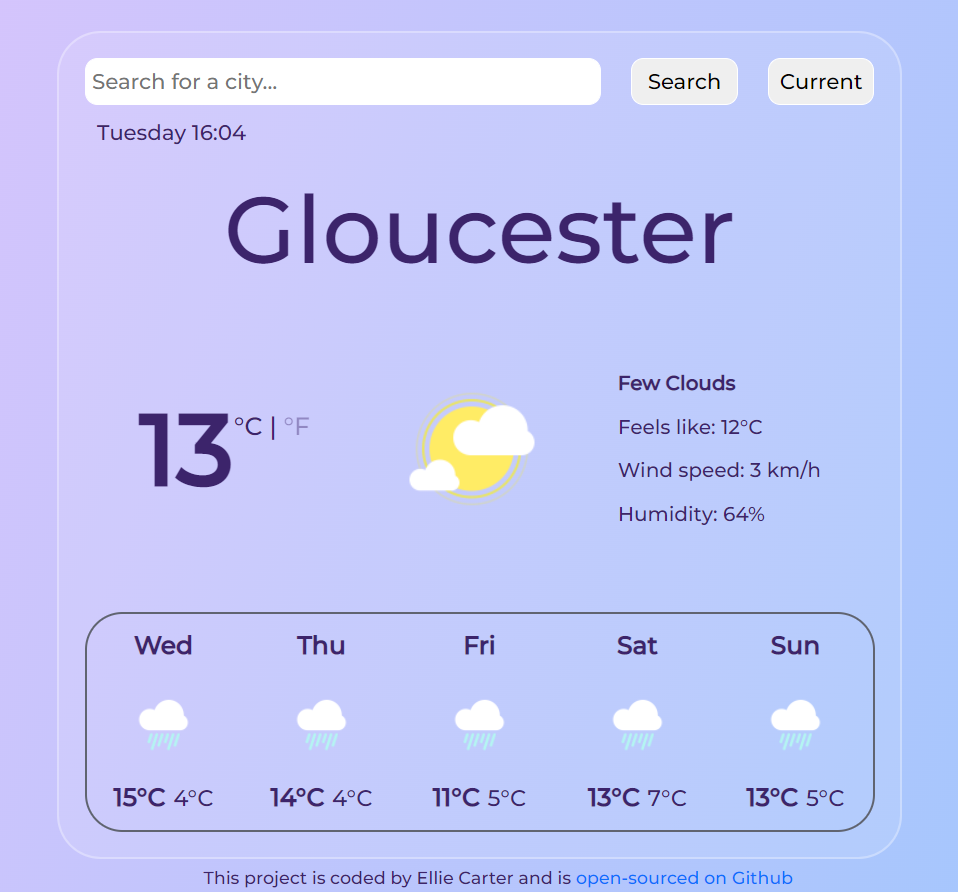 Search for a city... Search Current
Tuesday 16:04
Gloucester
13 °C | °F
Few Clouds
Feels like: 12°C
Wind speed: 3 km/h
Humidity: 64%
Wed Thu Fri Sat Sun
15°C 4°C 14°C 4°C 11°C 5°C 13°C 7°C 13°C 5°C
This project is coded by Ellie Carter and is open-sourced on Github